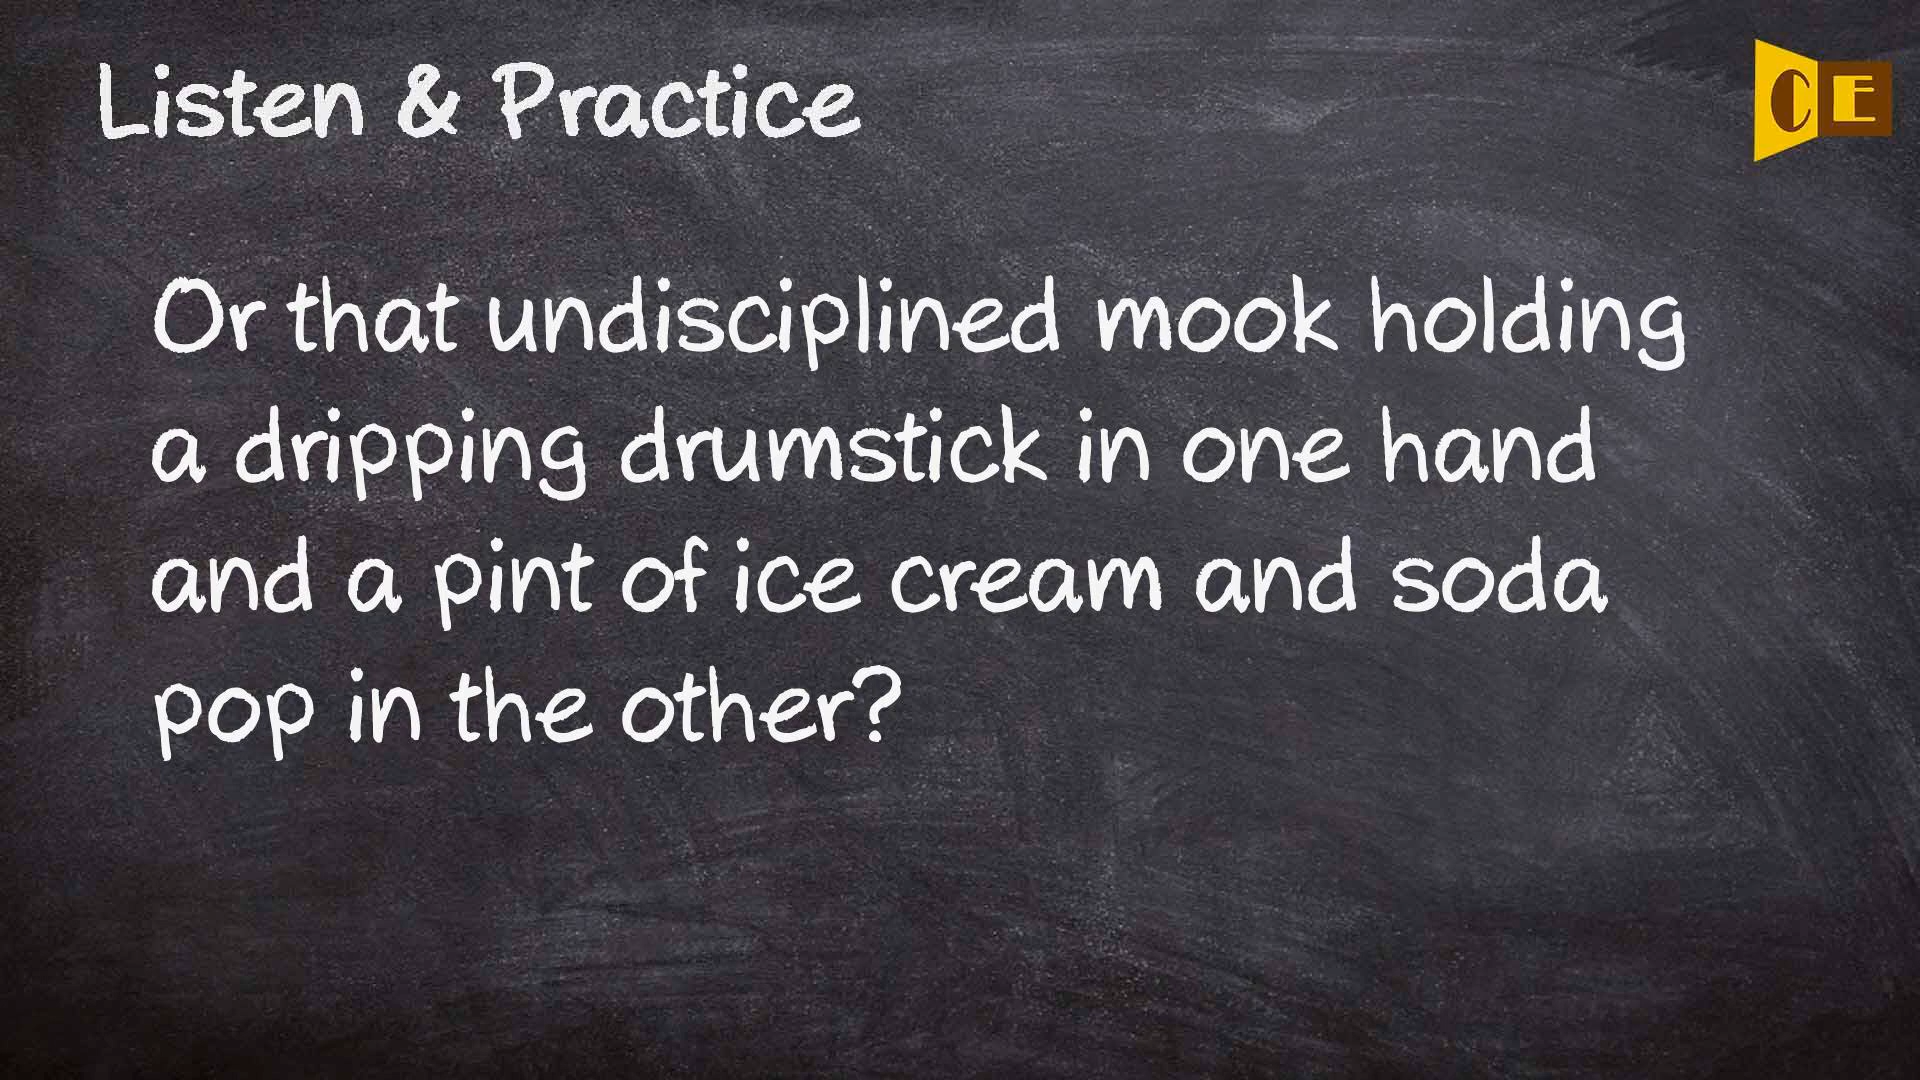 Listen & Practice
CE
Or that undisciplined mook holding
a dripping drumstick in one hand
and a pint of ice cream and soda
pop in the other?